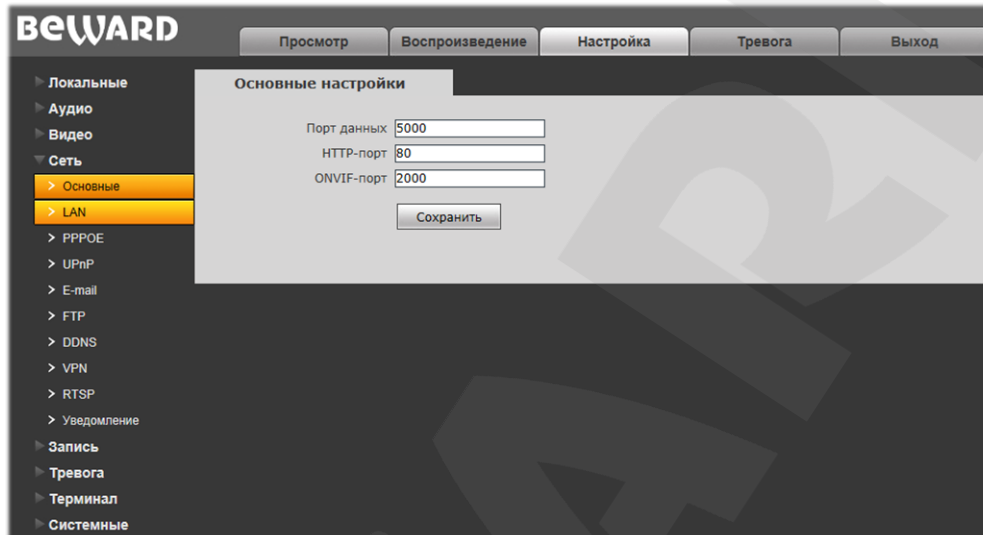 BEWARD
Просмотр Воспроизведение Настройка Тревога Выход
Локальные
Аудио
Видео
Сеть
Основные
LAN
PPPOE
UPnP
E-mail
FTP
DDNS
VPN
RTSP
Уведомление
Запись
Тревога
Терминал
Системные
Основные настройки
Порт данных 5000
HTTP-порт 80
ONVIF-порт 2000
Сохранить